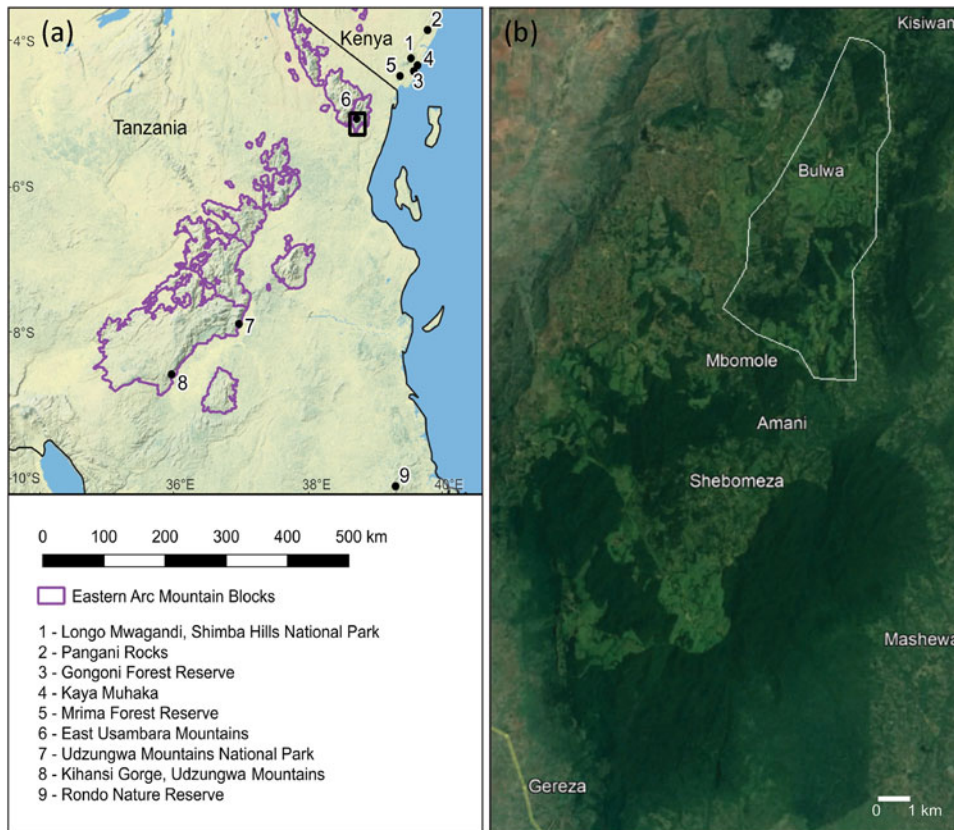 (a)
Kenya
2
1
4
5
3
6
Tanzania
7
8
9
-4°S
-6°S
-8°S
-10°S
36°E
38°E
40°E
0 100 200 300 400 500 km
Eastern Arc Mountain Blocks
1 - Longo Mwagandi, Shimba Hills National Park
2 - Pangani Rocks
3 - Gongoni Forest Reserve
4 - Kaya Muhaka
5 - Mrima Forest Reserve
6 - East Usambara Mountains
7 - Udzungwa Mountains National Park
8 - Kihansi Gorge, Udzungwa Mountains
9 - Rondo Nature Reserve
(b)
Kisiwan
Bulwa
Mbomole
Amani
Shebomeza
Mashewa
Gereza
0 1 km